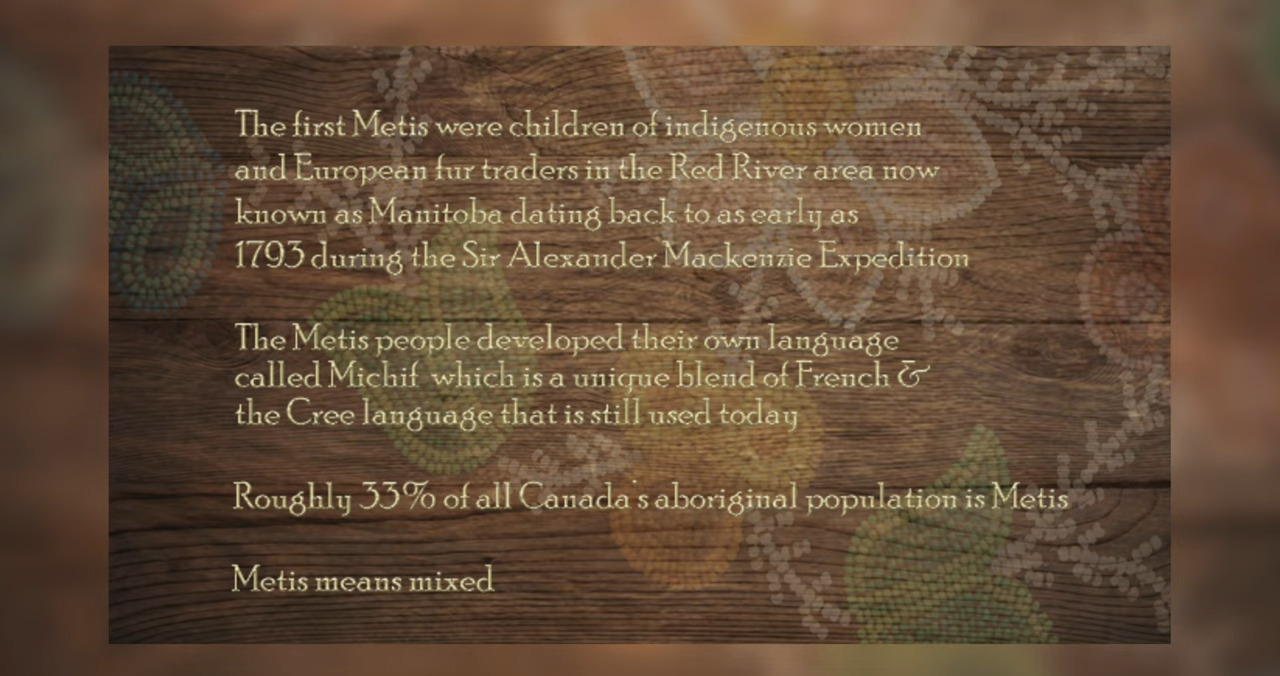 The first Metis were children of indigenous women
and European fur traders in the Red River area now
known as Manitoba dating back to as early as
1793 during the Sir Alexander Mackenzie Expedition
The Metis people developed their own language
called Michif which is a unique blend of French &
the Cree language that is still used today
Roughly 33% of all Canada's aboriginal population is Metis
Metis means mixed